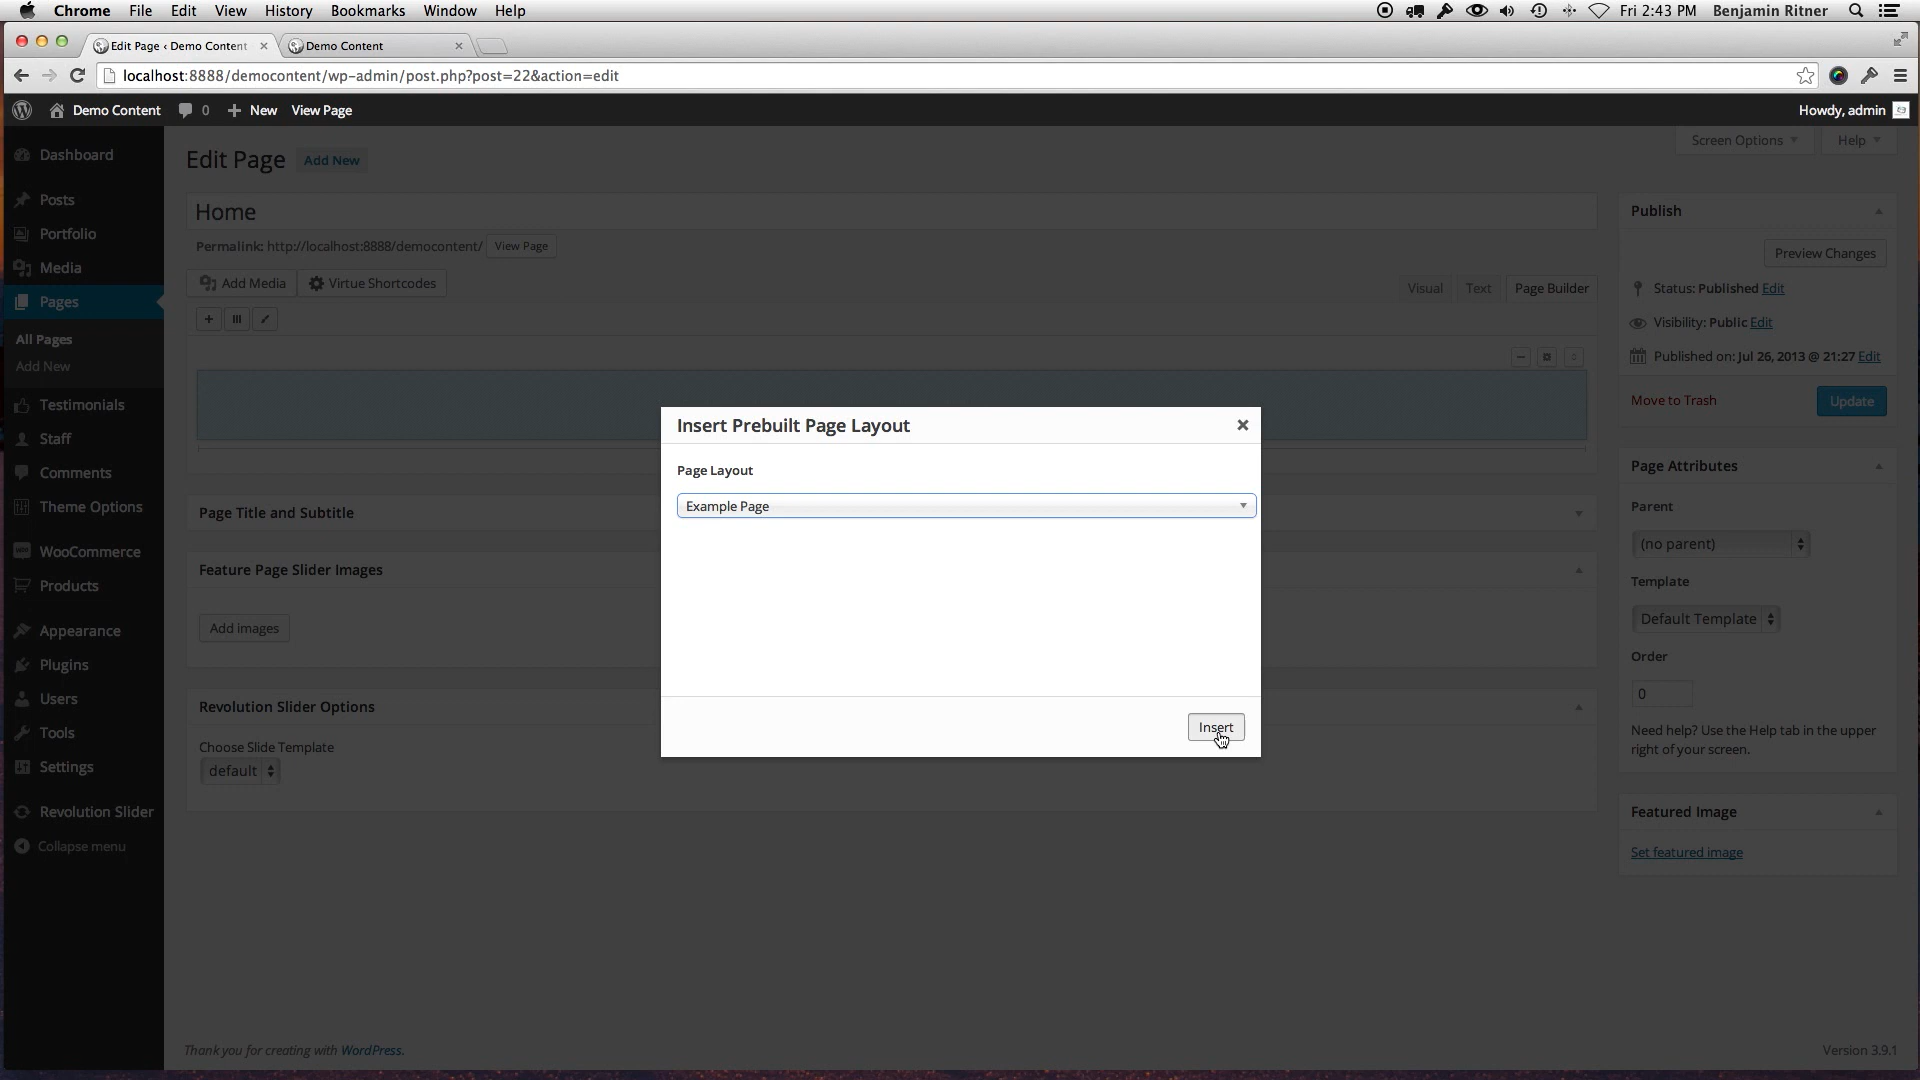 Chrome File Edit View History Bookmarks Window Help Fri 2:43 PM Benjamin Ritner
Edit Page ‹ Demo Content Demo Content
localhost:8888/democontent/wp-admin/post.php?post=22&action=edit
Demo Content 0 New View Page Howdy, admin
Dashboard
Posts
Portfolio
Media
Pages
All Pages
Add New
Testimonials
Staff
Comments
Theme Options
WooCommerce
Products
Appearance
Plugins
Users
Tools
Settings
Revolution Slider
Collapse menu
Screen Options Help
Edit Page Add New
Home
Permalink: http://localhost:8888/democontent/ View Page
Add Media Virtue Shortcodes Visual Text Page Builder
Page Title and Subtitle
Feature Page Slider Images
Add images
Revolution Slider Options
Choose Slide Template
default
Insert Prebuilt Page Layout
Page Layout
Example Page
Insert
Publish
Preview Changes
Status: Published Edit
Visibility: Public Edit
Published on: Jul 26, 2013 @ 21:27 Edit
Move to Trash Update
Page Attributes
Parent
(no parent)
Template
Default Template
Order
0
Need help? Use the Help tab in the upper
right of your screen.
Featured Image
Set featured image
Thank you for creating with WordPress. Version 3.9.1